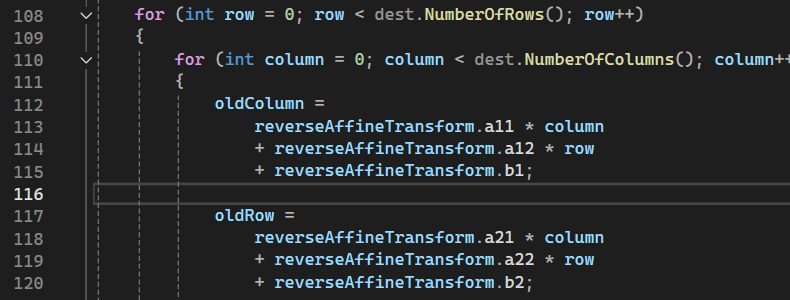 108 for (int row = 0; row < dest.NumberOfRows(); row++)
109 {
110 for (int column = 0; column < dest.NumberOfColumns(); column++
111 {
112 oldColumn =
113 reverseAffineTransform.a11 * column
114 + reverseAffineTransform.a12 * row
115 + reverseAffineTransform.b1;
116
117 oldRow =
118 reverseAffineTransform.a21 * column
119 + reverseAffineTransform.a22 * row
120 + reverseAffineTransform.b2;